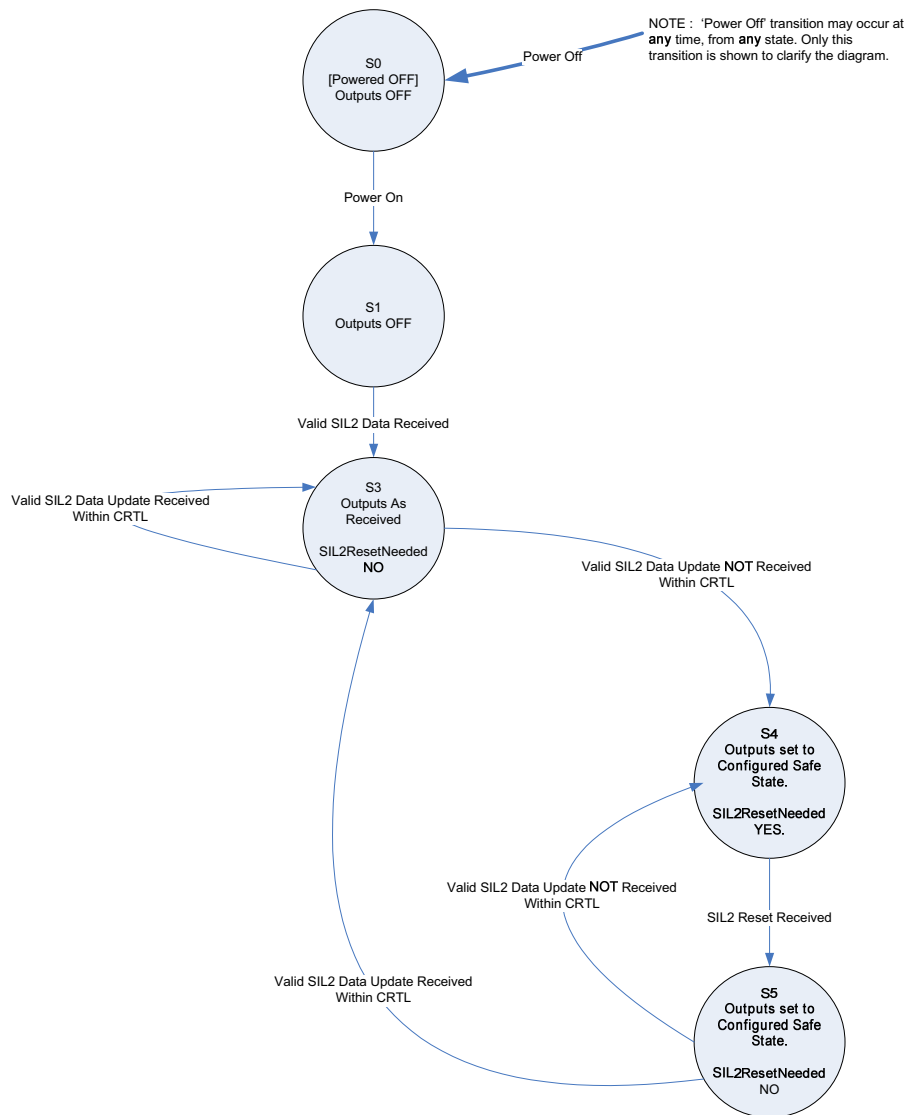 NOTE :  ‘Power Off’ transition may occur at
any time, from any state. Only this
transition is shown to clarify the diagram.
Power Off
S0
[Powered OFF]
Outputs OFF
Power On
S1
Outputs OFF
Valid SIL2 Data Received
Valid SIL2 Data Update Received
Within CRTL
S3
Outputs As
Received
SIL2ResetNeeded
NO
Valid SIL2 Data Update NOT Received
Within CRTL
S4
Outputs set to
Configured Safe
State.
SIL2ResetNeeded
YES.
Valid SIL2 Data Update NOT Received
Within CRTL
SIL2 Reset Received
Valid SIL2 Data Update Received
Within CRTL
S5
Outputs set to
Configured Safe
State.
SIL2ResetNeeded
NO